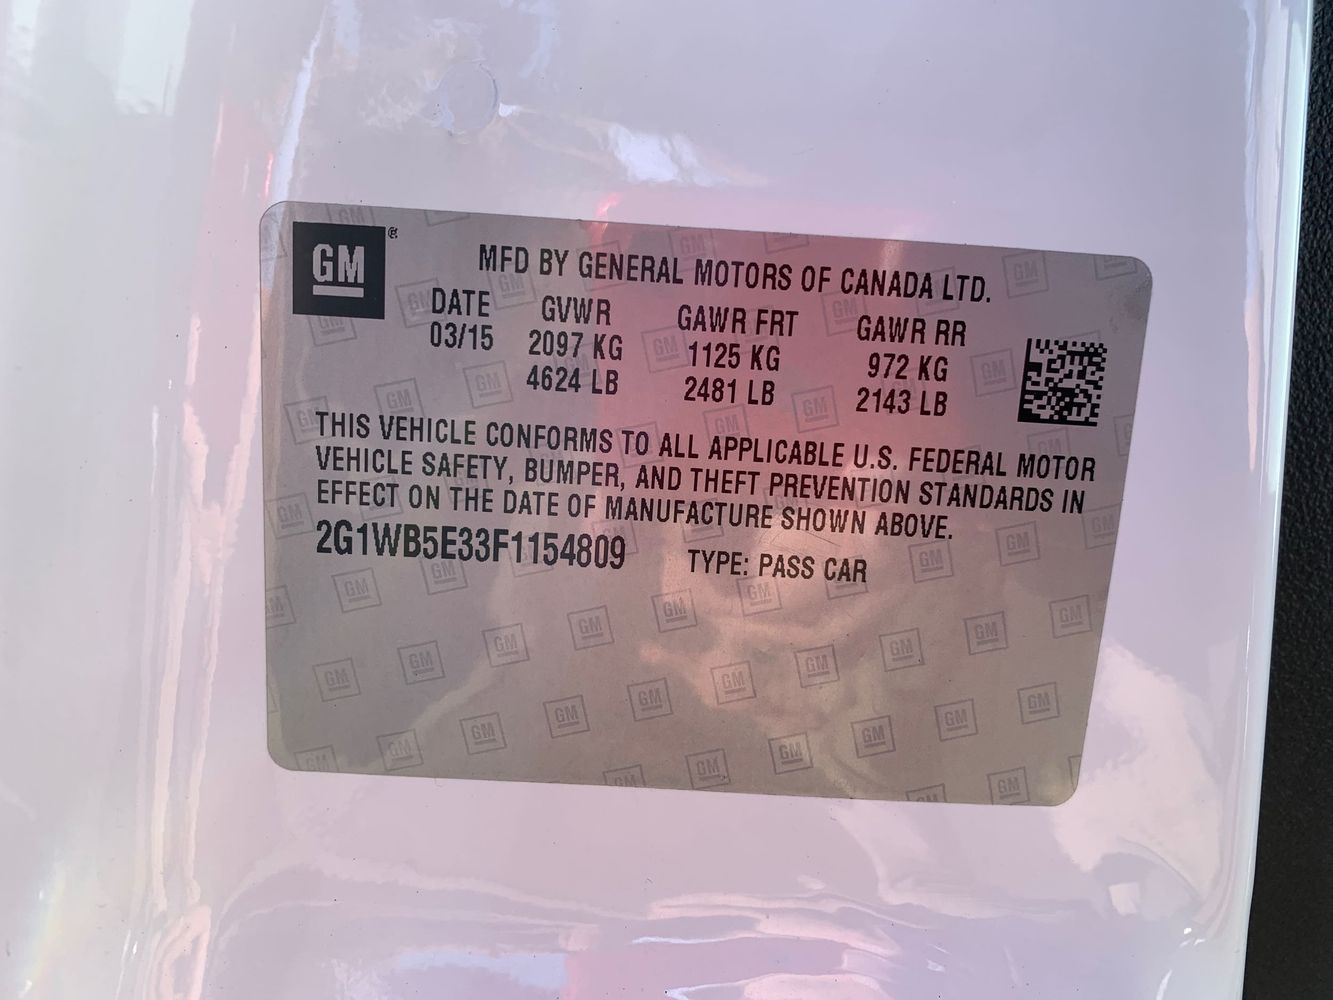 GM ®
MFD BY GENERAL MOTORS OF CANADA LTD.
DATE GVWR GAWR FRT GAWR RR
03/15 2097 KG 1125 KG 972 KG
4624 LB 2481 LB 2143 LB
THIS VEHICLE CONFORMS TO ALL APPLICABLE U.S. FEDERAL MOTOR
VEHICLE SAFETY, BUMPER, AND THEFT PREVENTION STANDARDS IN
EFFECT ON THE DATE OF MANUFACTURE SHOWN ABOVE.
2G1WB5E33F1154809 TYPE: PASS CAR